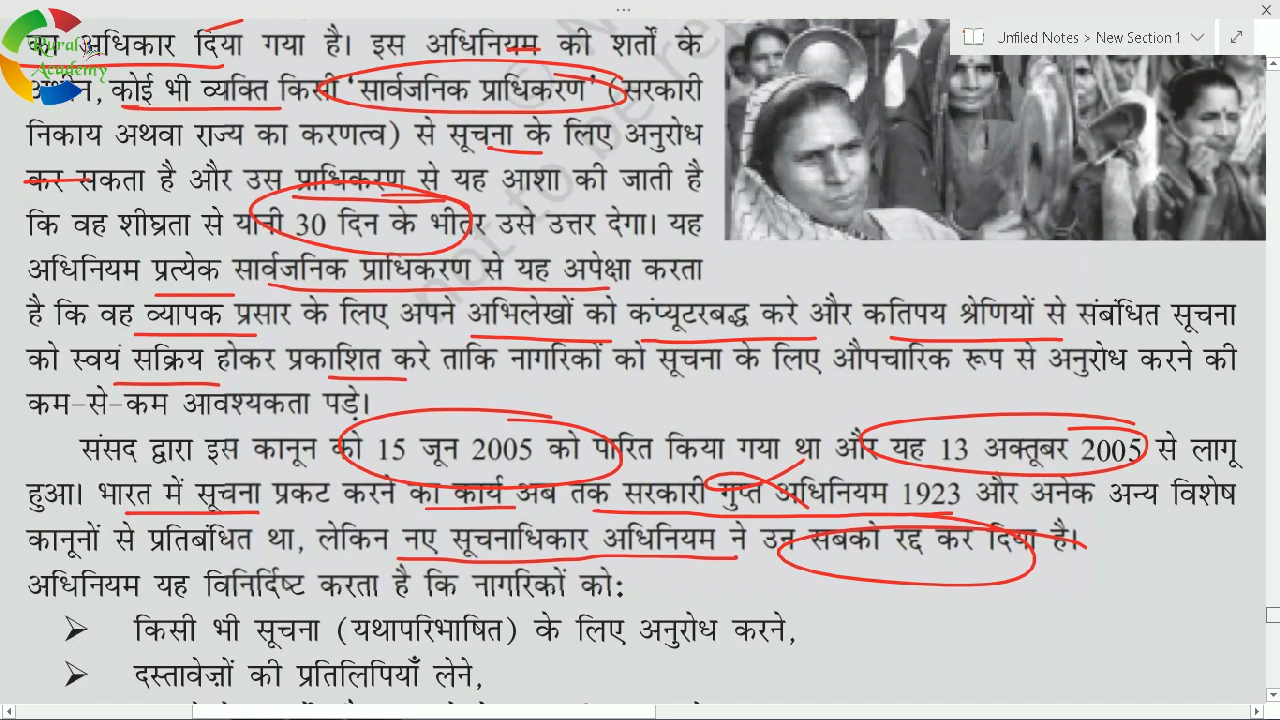 Rural
Academy
Unfiled Notes > New Section 1
का अधिकार दिया गया है। इस अधिनियम की शर्तों के
अधीन, कोई भी व्यक्ति किसी 'सार्वजनिक प्राधिकरण' (सरकारी
निकाय अथवा राज्य का करणत्व) से सूचना के लिए अनुरोध
कर सकता है और उस प्राधिकरण से यह आशा की जाती है
कि वह शीघ्रता से यानी 30 दिन के भीतर उसे उत्तर देगा। यह
अधिनियम प्रत्येक सार्वजनिक प्राधिकरण से यह अपेक्षा करता
है कि वह व्यापक प्रसार के लिए अपने अभिलेखों को कंप्यूटरबद्ध करे और कतिपय श्रेणियों से संबंधित सूचना
को स्वयं सक्रिय होकर प्रकाशित करे ताकि नागरिकों को सूचना के लिए औपचारिक रूप से अनुरोध करने की
कम-से-कम आवश्यकता पड़े।
संसद द्वारा इस कानून को 15 जून 2005 को पारित किया गया था और यह 13 अक्तूबर 2005 से लागू
हुआ। भारत में सूचना प्रकट करने का कार्य अब तक सरकारी गुप्त अधिनियम 1923 और अनेक अन्य विशेष
कानूनों से प्रतिबंधित था, लेकिन नए सूचनाधिकार अधिनियम ने उन सबको रद्द कर दिया है।
अधिनियम यह विनिर्दिष्ट करता है कि नागरिकों को:
➢ किसी भी सूचना (यथापरिभाषित) के लिए अनुरोध करने,
➢ दस्तावेज़ों की प्रतिलिपियाँ लेने,